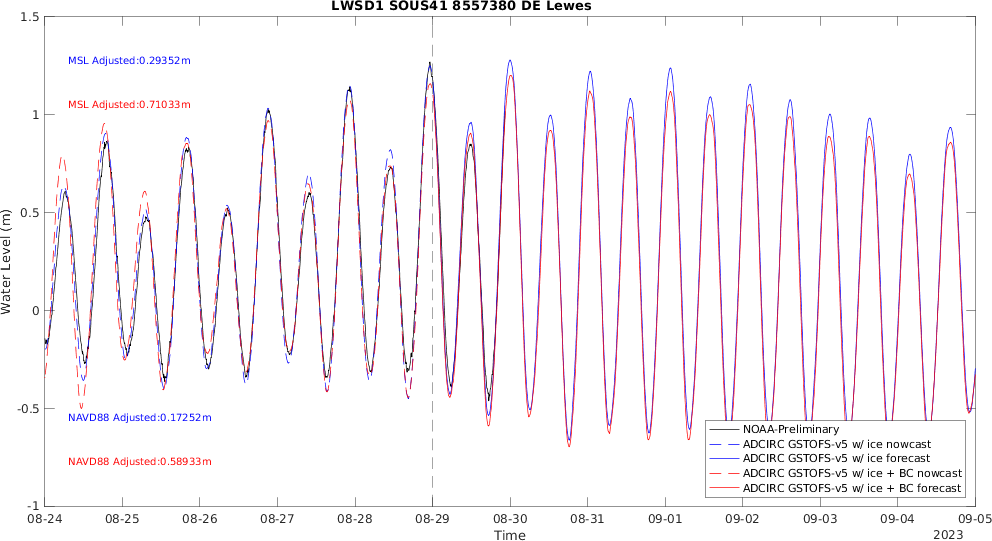 LWSD1 SOUS41 8557380 DE Lewes
1.5
1
0.5
0
-0.5
-1
Water Level (m)
MSL Adjusted:0.29352m
MSL Adjusted:0.71033m
NAVD88 Adjusted:0.17252m
NAVD88 Adjusted:0.58933m
NOAA-Preliminary
ADCIRC GSTOFS-v5 w/ ice nowcast
ADCIRC GSTOFS-v5 w/ ice forecast
ADCIRC GSTOFS-v5 w/ ice + BC nowcast
ADCIRC GSTOFS-v5 w/ ice + BC forecast
08-24 08-25 08-26 08-27 08-28 08-29 08-30 08-31 09-01 09-02 09-03 09-04 09-05
Time
2023